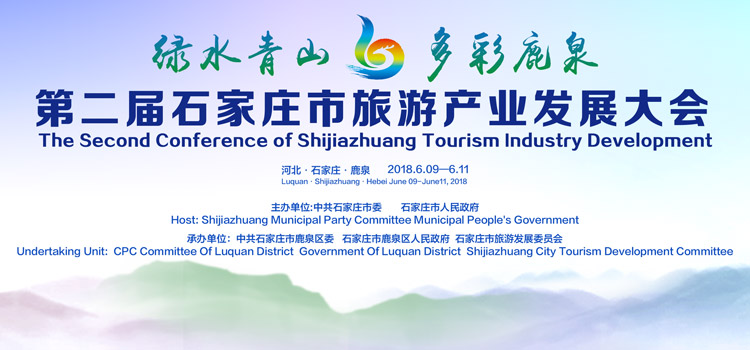 绿水青山 多彩鹿泉
第二届石家庄市旅游产业发展大会
The Second Conference of Shijiazhuang Tourism Industry Development
河北·石家庄·鹿泉 2018.6.09—6.11
Luquan · Shijiazhuang · Hebei June 09-June11, 2018
主办单位:中共石家庄市委 石家庄市人民政府
Host: Shijiazhuang Municipal Party Committee Municipal People's Government
承办单位：中共石家庄市鹿泉区委 石家庄市鹿泉区人民政府 石家庄市旅游发展委员会
Undertaking Unit: CPC Committee Of Luquan District Government Of Luquan District Shijiazhuang City Tourism Development Committee